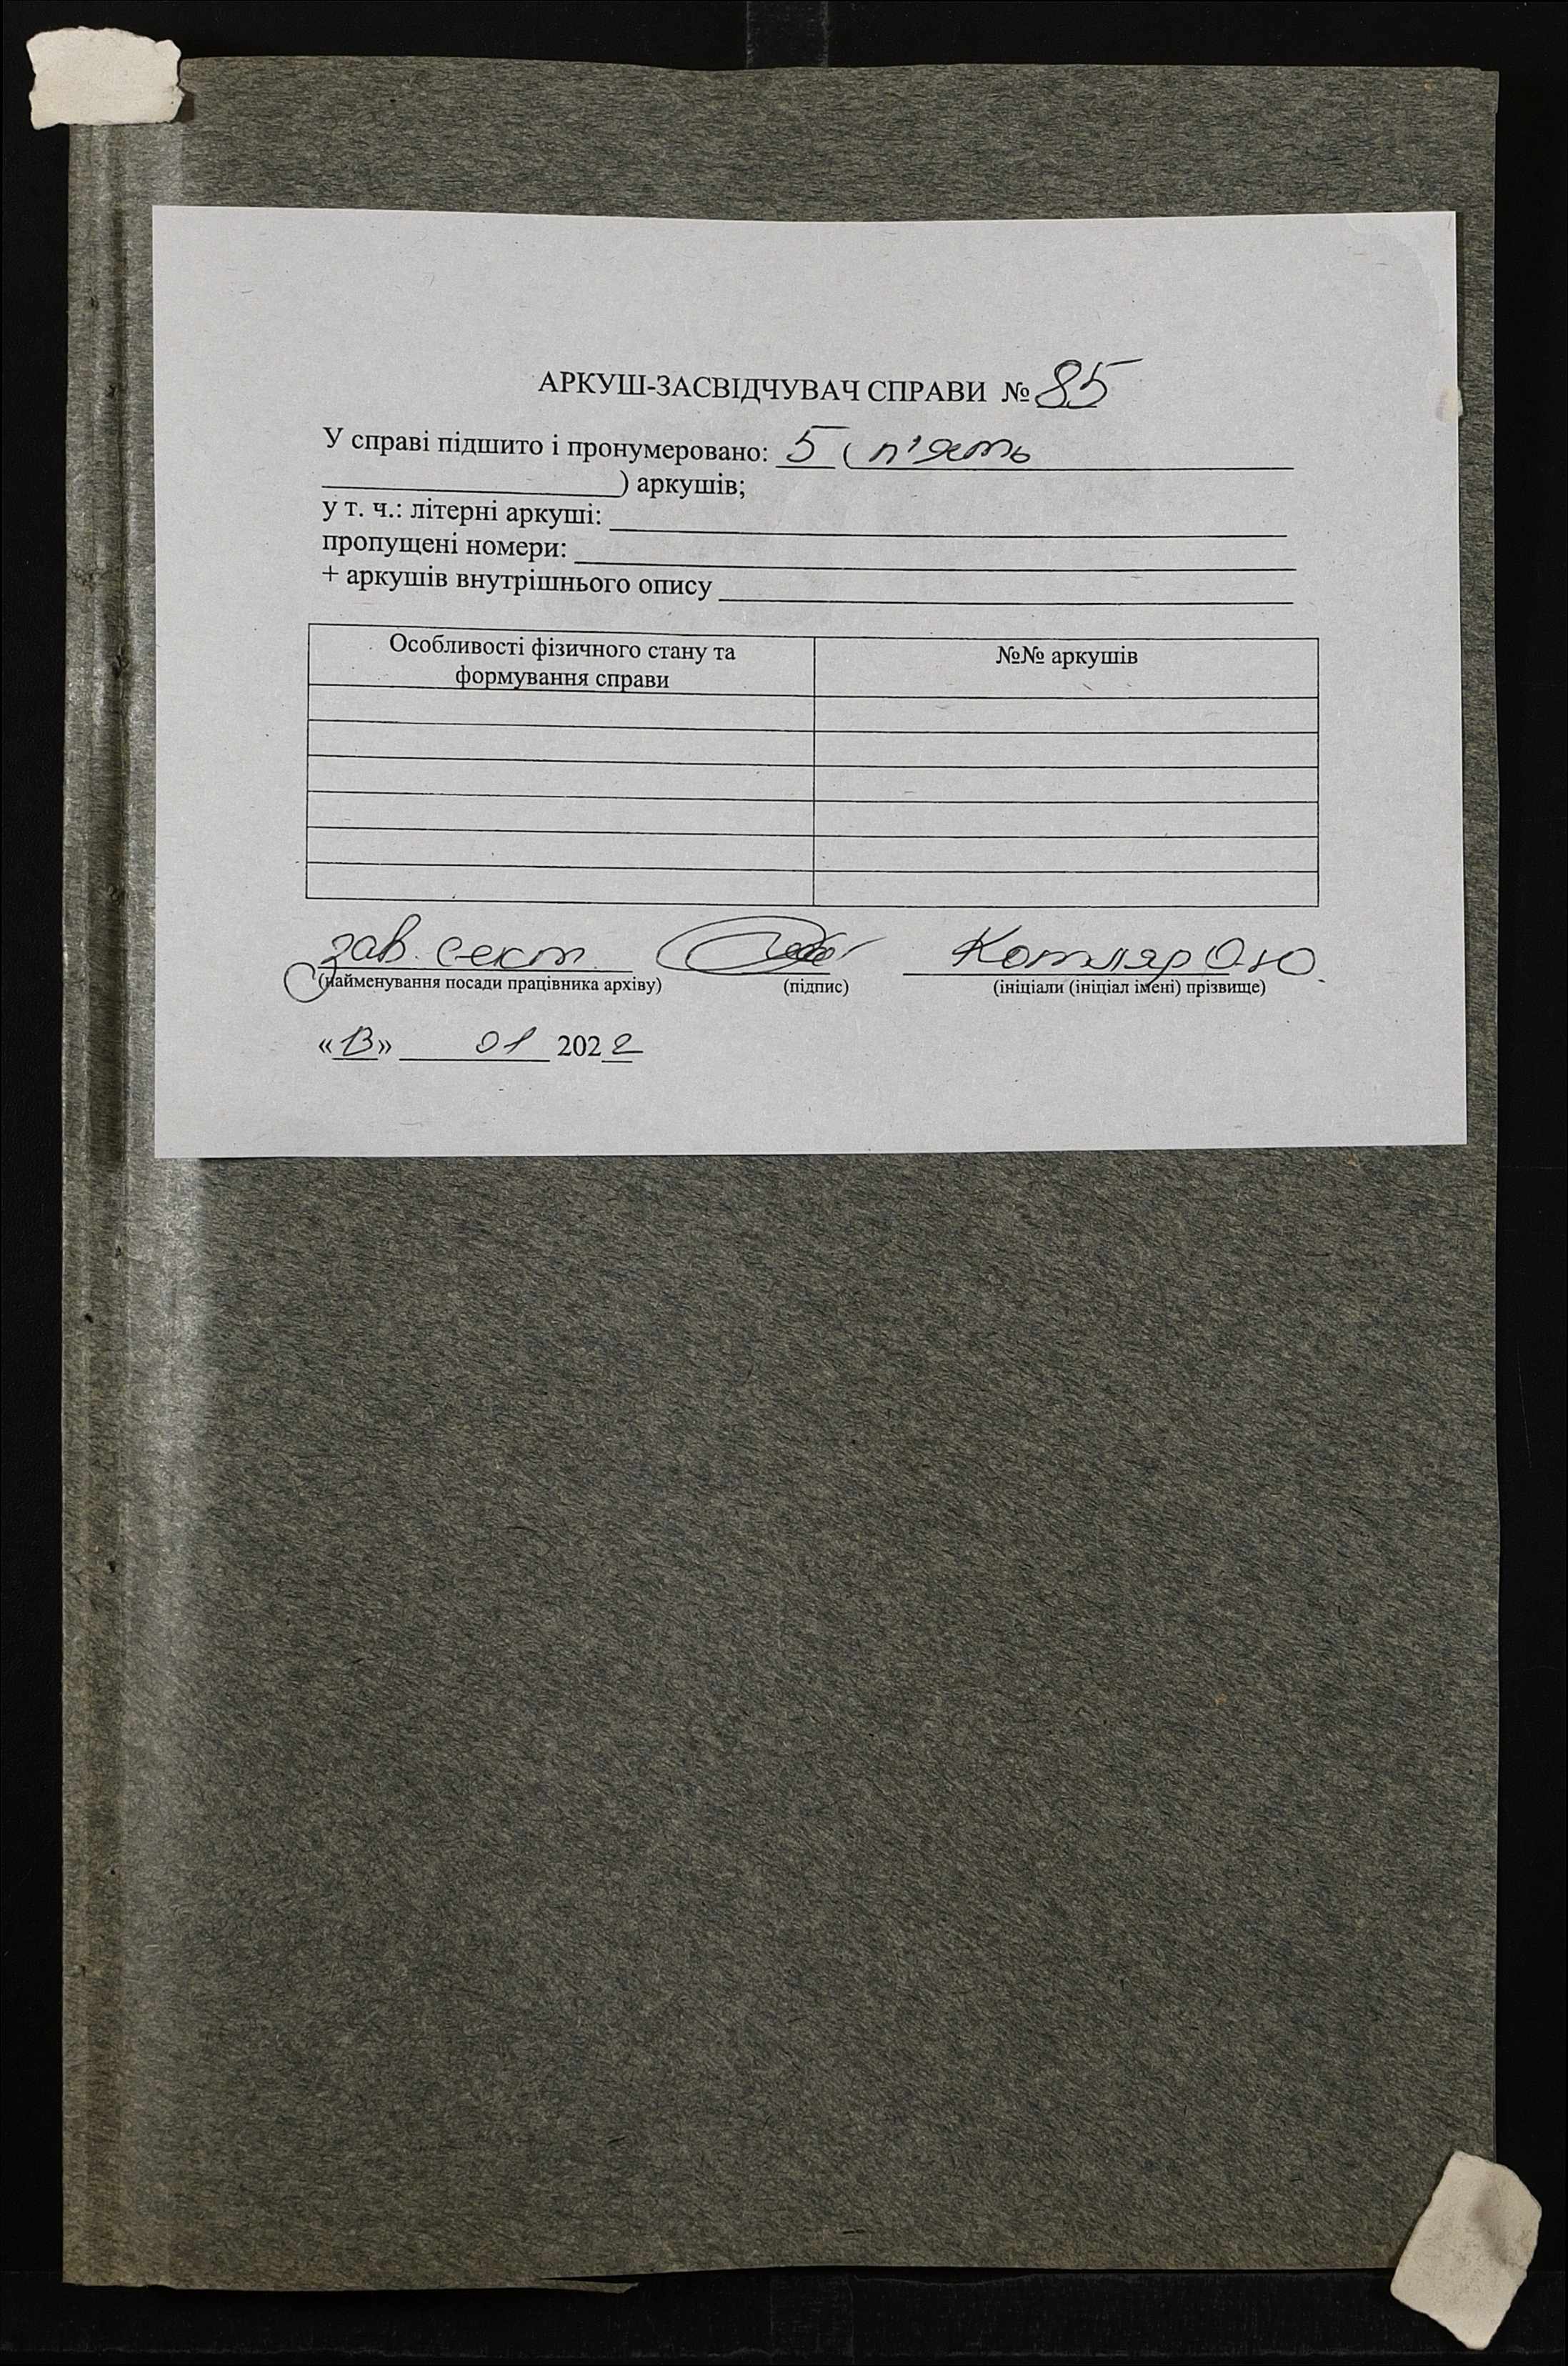 АРКУШ-ЗАСВІДЧУВАЧ СПРАВИ № 85
У справі підшито і пронумеровано: 5 ( п'ять
) аркушів;
у т. ч.: літерні аркуші:
пропущені номери:
+ аркушів внутрішнього опису
Особливості фізичного стану та формування справи №№ аркушів
зав. сект. Котляр О.Ю.
(найменування посади працівника архіву) (підпис) (ініціали (ініціал імені) прізвище)
«13» 01 2022